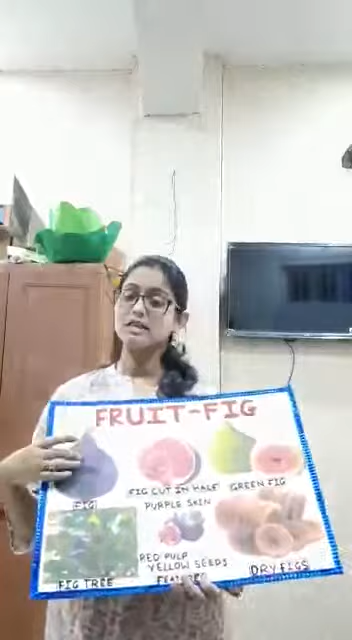 FRUIT-FIG
FIG
FIG CUT IN HALF
GREEN FIG
PURPLE SKIN
RED PULP
YELLOW SEEDS
FIG TREE
FEATURES
DRY FIGS